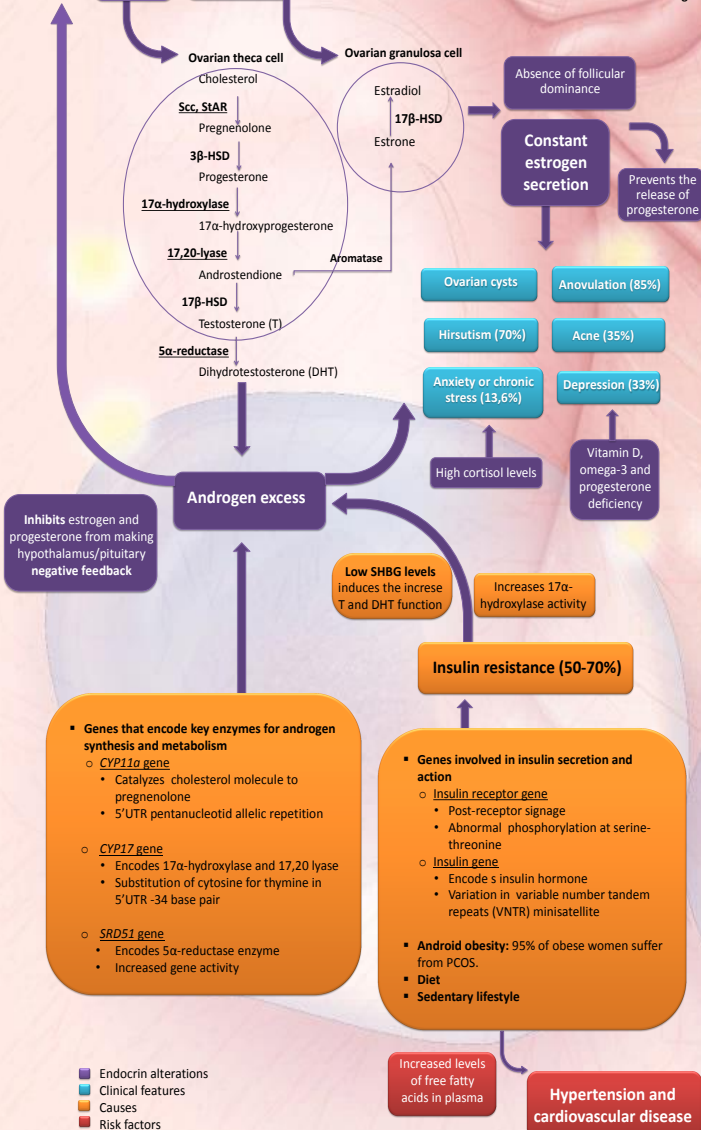 Ovarian theca cell
Cholesterol
Scc, StAR
Pregnenolone
3β-HSD
Progesterone
17α-hydroxylase
17α-hydroxyprogesterone
17,20-lyase
Androstendione
17β-HSD
Testosterone (T)
5α-reductase
Dihydrotestosterone (DHT)
Aromatase
Ovarian granulosa cell
Estradiol
17β-HSD
Estrone
Absence of follicular
dominance
Constant
estrogen
secretion
Prevents the
release of
progesterone
Ovarian cysts
Anovulation (85%)
Hirsutism (70%)
Acne (35%)
Anxiety or chronic
stress (13,6%)
Depression (33%)
High cortisol levels
Vitamin D,
omega-3 and
progesterone
deficiency
Androgen excess
Inhibits estrogen and
progesterone from making
hypothalamus/pituitary
negative feedback
Low SHBG levels
induces the increse
T and DHT function
Increases 17α-
hydroxylase activity
Insulin resistance (50-70%)
▪ Genes that encode key enzymes for androgen
synthesis and metabolism
o CYP11a gene
• Catalyzes cholesterol molecule to
pregnenolone
• 5’UTR pentanucleotid allelic repetition
o CYP17 gene
• Encodes 17α-hydroxylase and 17,20 lyase
• Substitution of cytosine for thymine in
5’UTR -34 base pair
o SRD51 gene
• Encodes 5α-reductase enzyme
• Increased gene activity
▪ Genes involved in insulin secretion and
action
o Insulin receptor gene
• Post-receptor signage
• Abnormal phosphorylation at serine-
threonine
o Insulin gene
• Encode s insulin hormone
• Variation in variable number tandem
repeats (VNTR) minisatellite
▪ Android obesity: 95% of obese women suffer
from PCOS.
▪ Diet
▪ Sedentary lifestyle
Increased levels
of free fatty
acids in plasma
Hypertension and
cardiovascular disease
Endocrin alterations
Clinical features
Causes
Risk factors